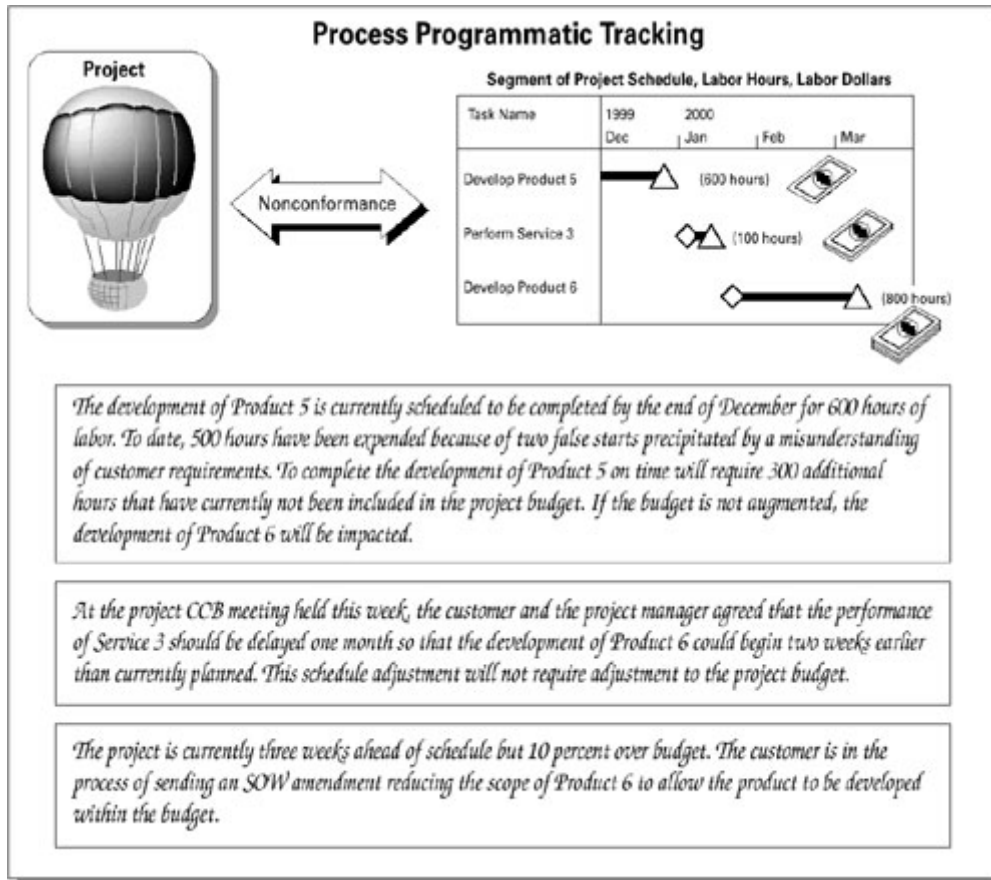 Process Programmatic Tracking
Project
Nonconformance
Segment of Project Schedule, Labor Hours, Labor Dollars
Task Name 1999 2000
Dec Jan Feb Mar
Develop Product 5 (600 hours)
Perform Service 3 (100 hours)
Develop Product 6 (800 hours)
The development of Product 5 is currently scheduled to be completed by the end of December for 600 hours of
labor. To date, 500 hours have been expended because of two false starts precipitated by a misunderstanding
of customer requirements. To complete the development of Product 5 on time will require 300 additional
hours that have currently not been included in the project budget. If the budget is not augmented, the
development of Product 6 will be impacted.
At the project CCB meeting held this week, the customer and the project manager agreed that the performance
of Service 3 should be delayed one month so that the development of Product 6 could begin two weeks earlier
than currently planned. This schedule adjustment will not require adjustment to the project budget.
The project is currently three weeks ahead of schedule but 10 percent over budget. The customer is in the
process of sending an SOW amendment reducing the scope of Product 6 to allow the product to be developed
within the budget.